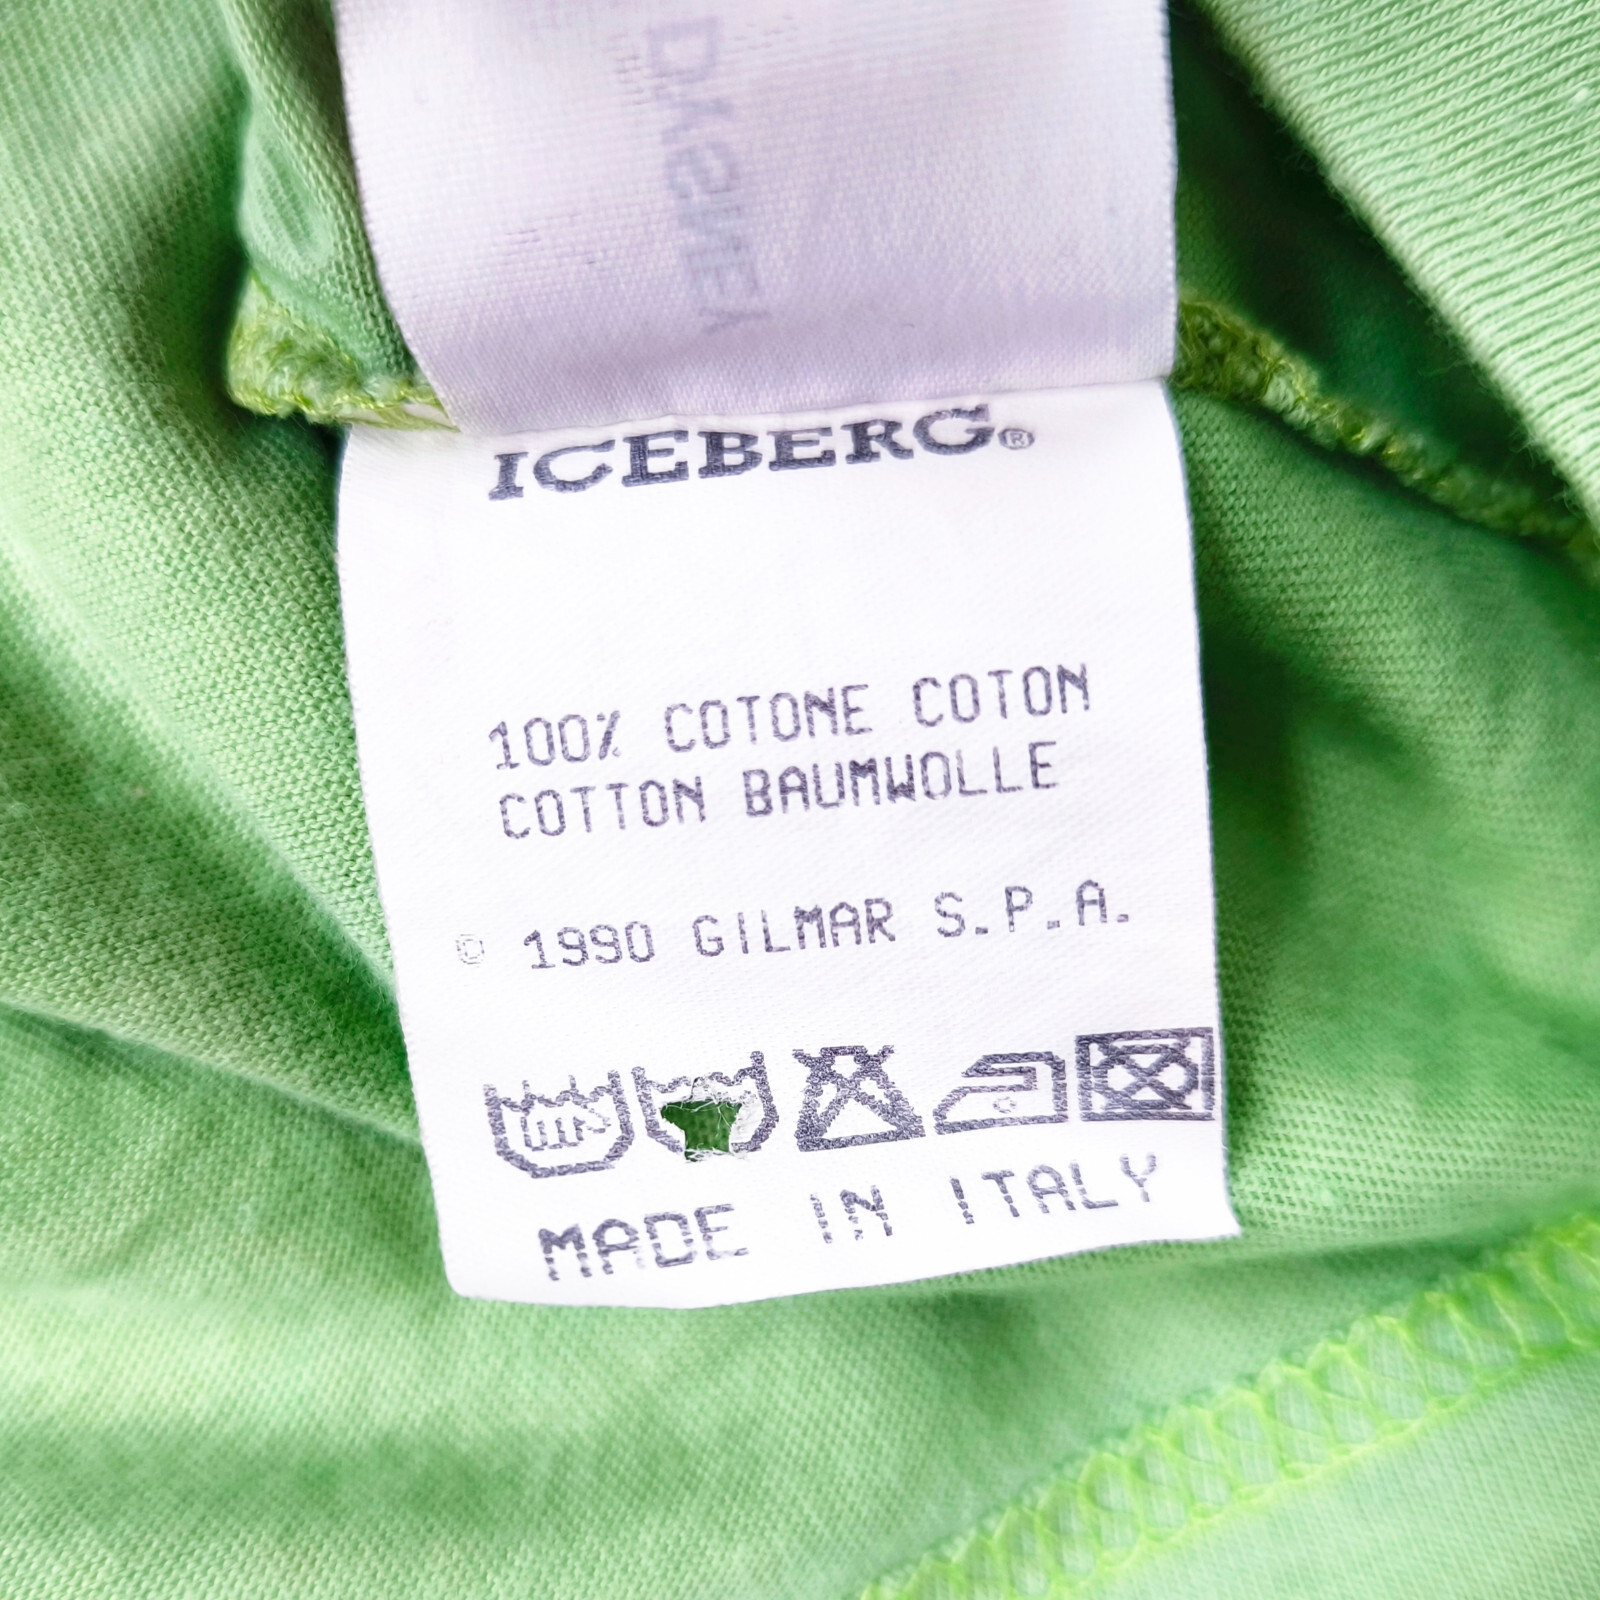 ICEBERG®
100% COTONE COTON
COTTON BAUMWOLLE
© 1990 GILMAR S.P.A.
MADE IN ITALY